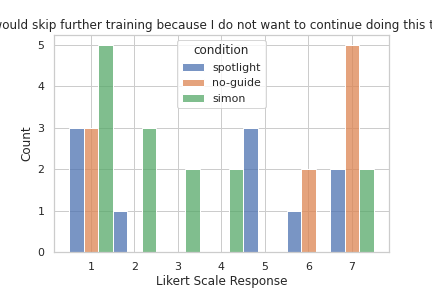 would skip further training because I do not want to continue doing this t
condition
spotlight
no-guide
simon
5
4
3
2
1
0
Count
1 2 3 4 5 6 7
Likert Scale Response